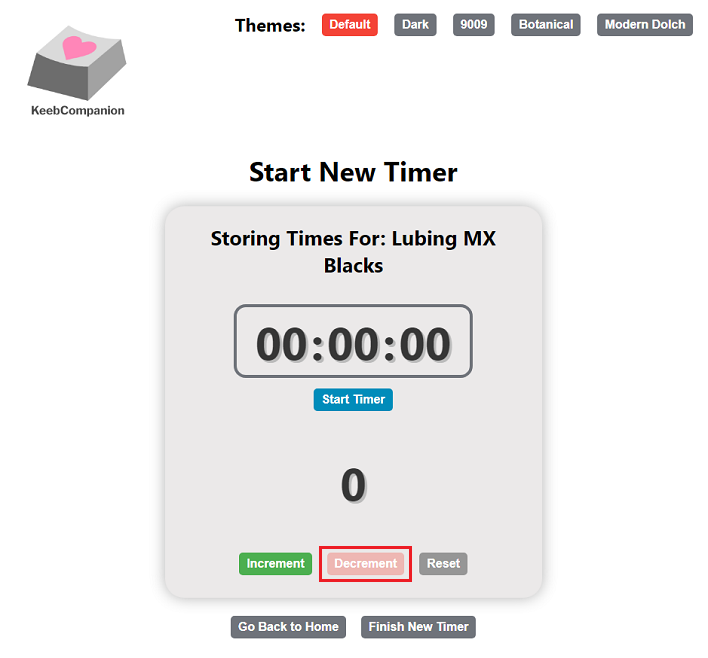 Themes:
Default
Dark
9009
Botanical
Modern Dolch
KeebCompanion
Start New Timer
Storing Times For: Lubing MX
Blacks
00:00:00
Start Timer
0
Increment
Decrement
Reset
Go Back to Home
Finish New Timer